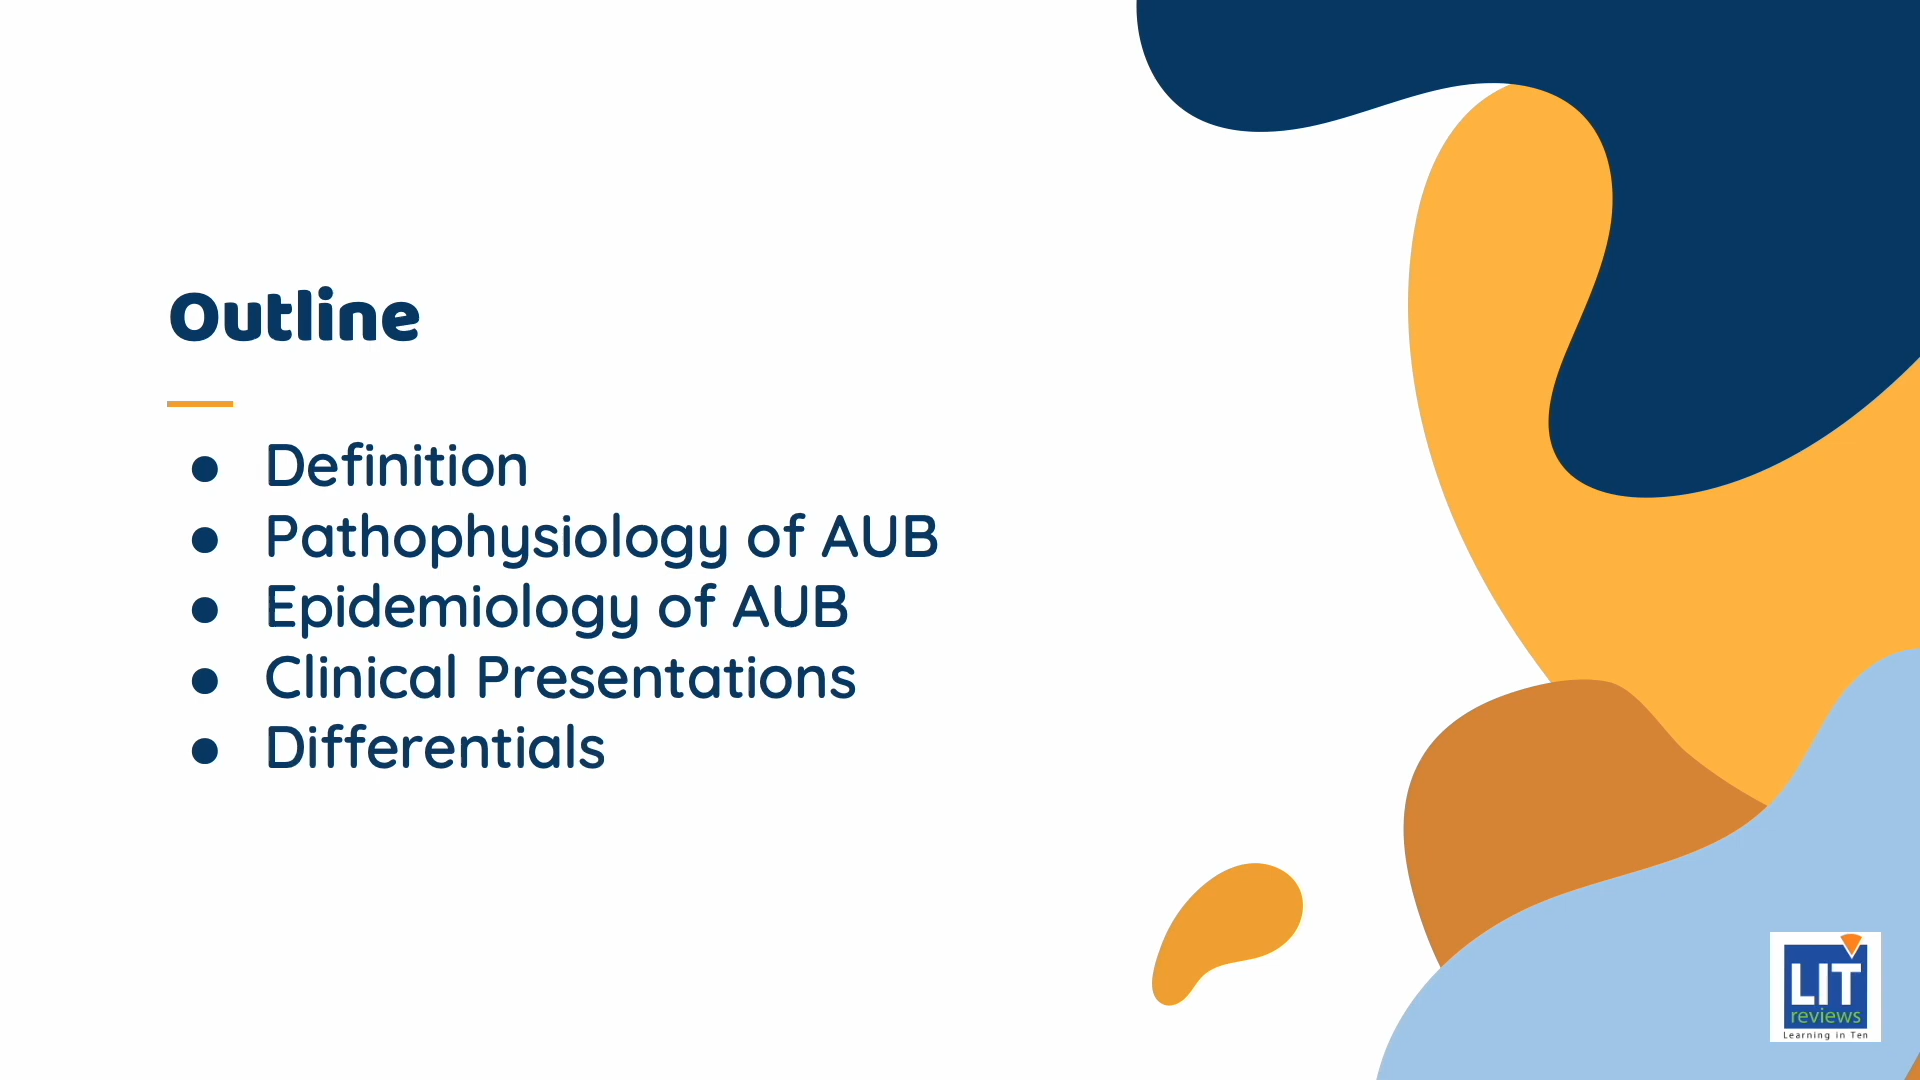 Outline
● Definition
● Pathophysiology of AUB
● Epidemiology of AUB
● Clinical Presentations
● Differentials
LIT
reviews
Learning in Ten